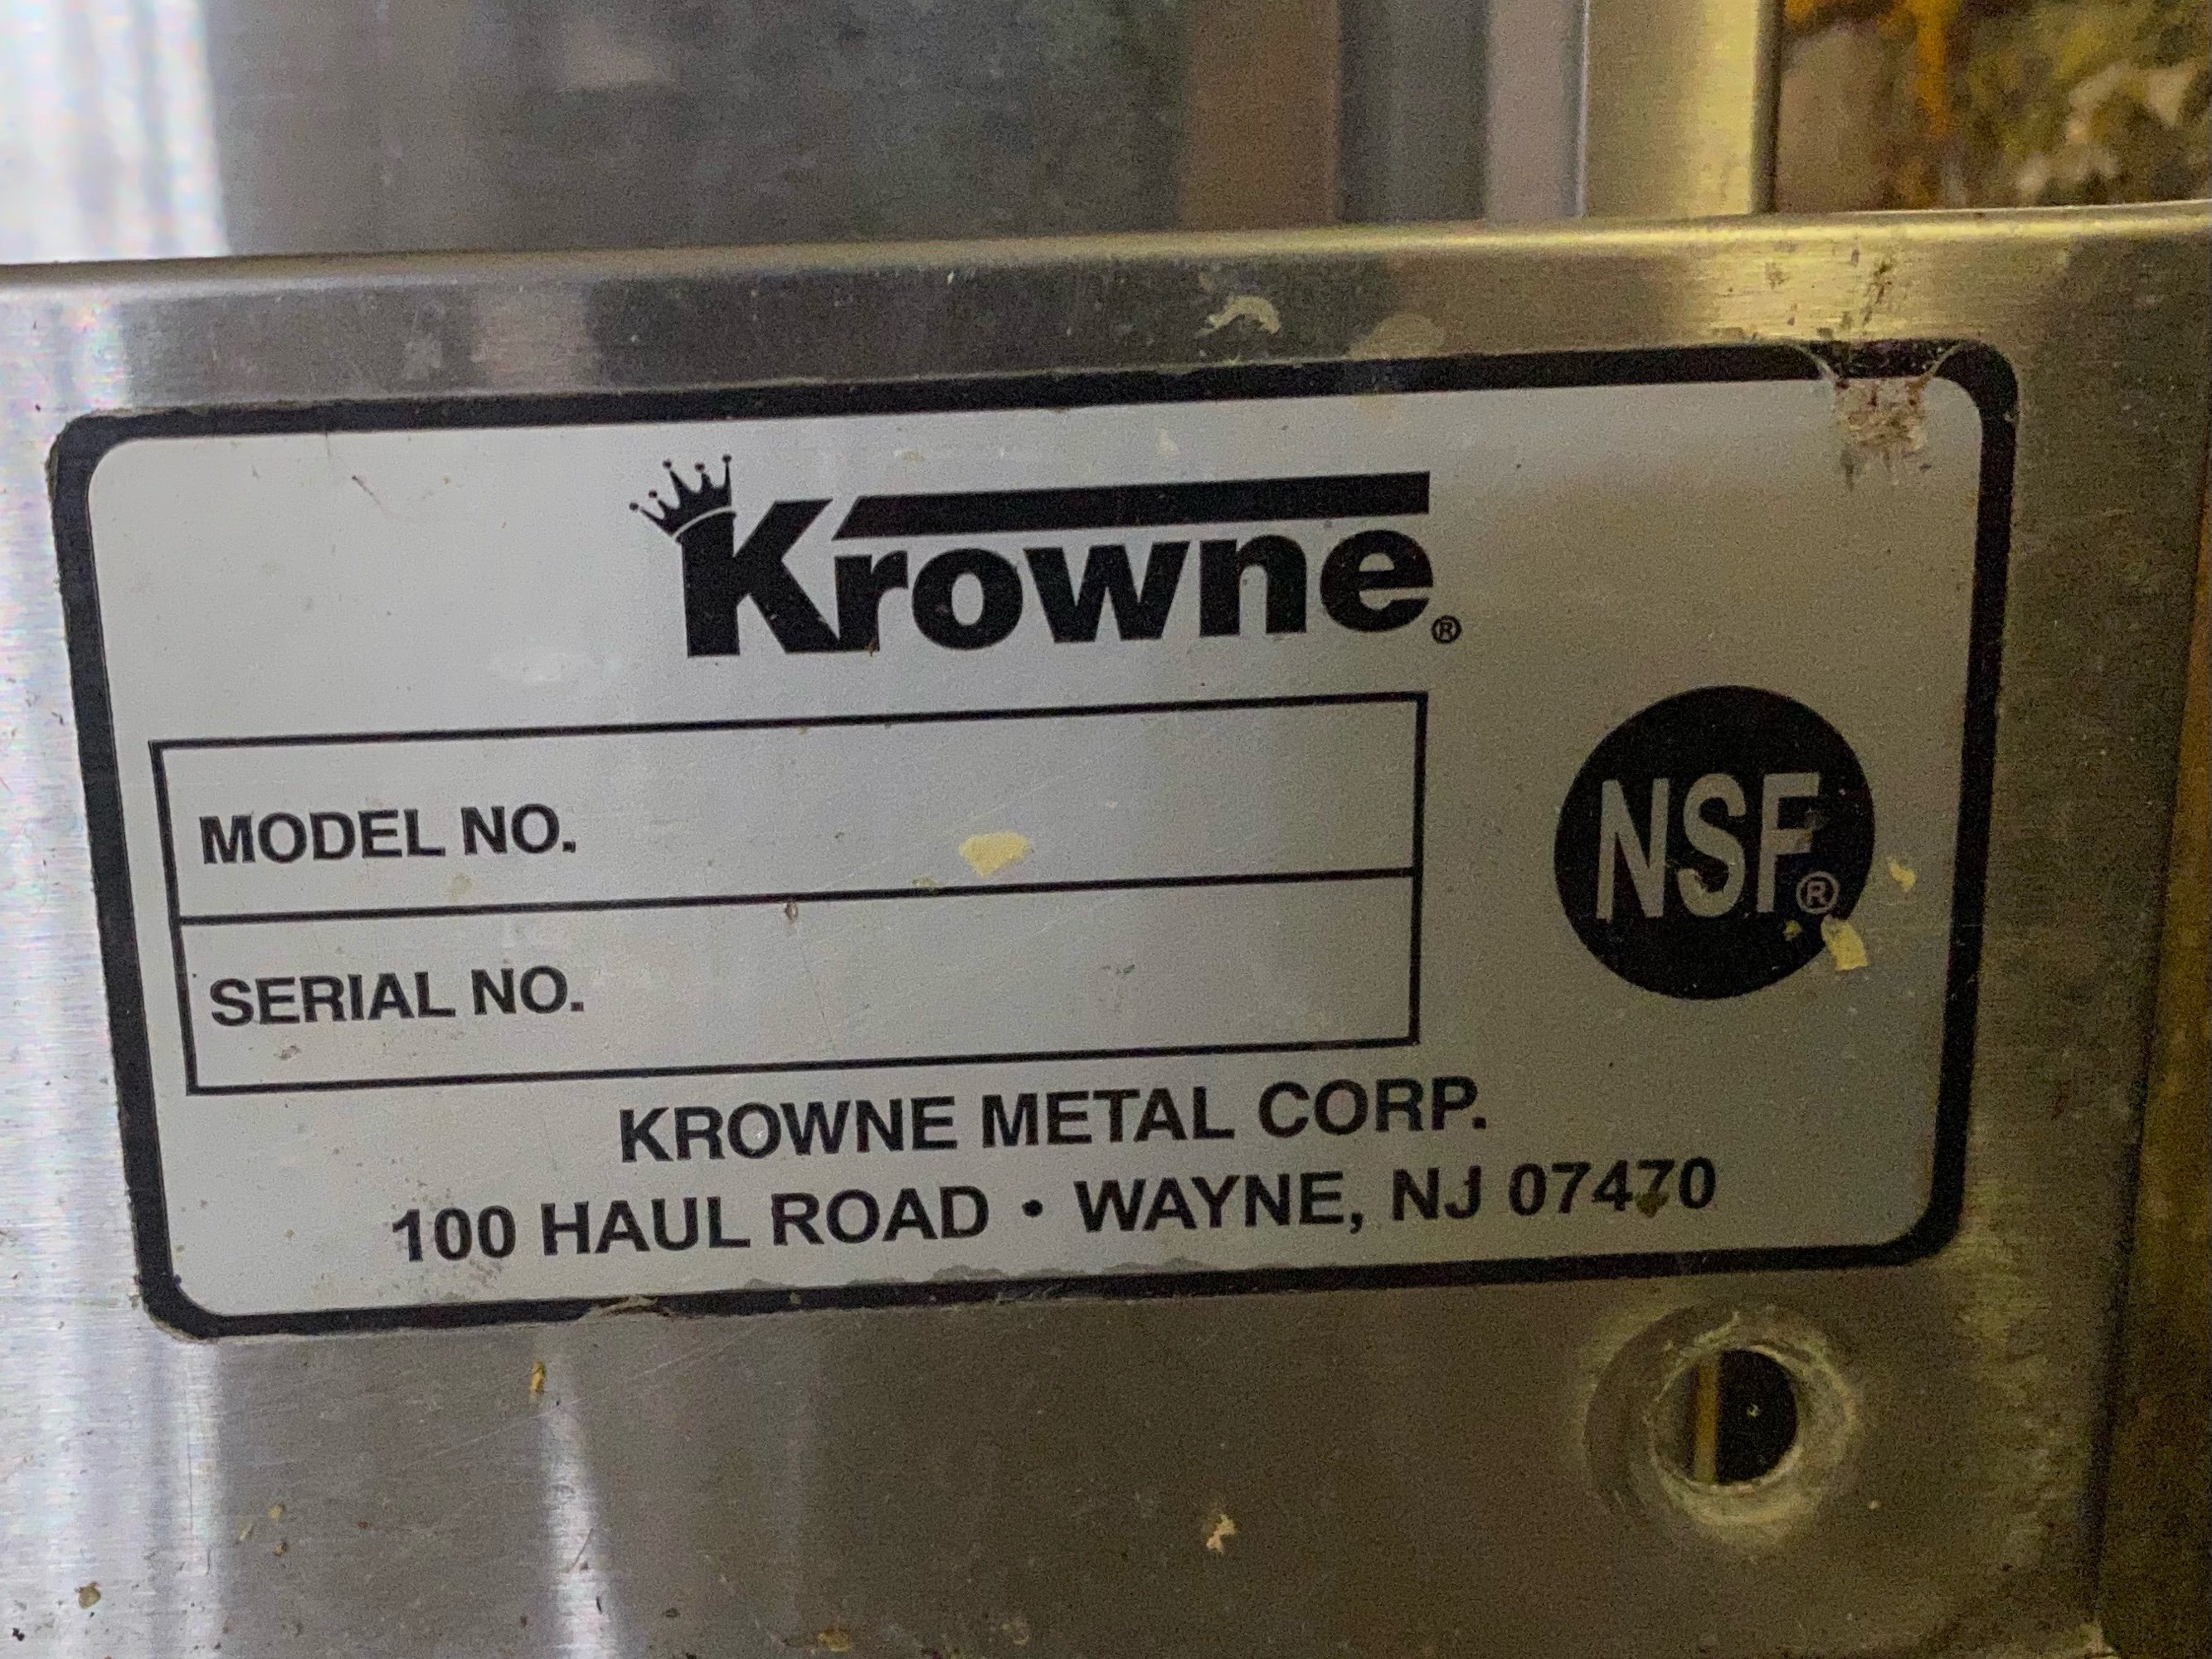 Krowne®
MODEL NO.
SERIAL NO.
NSF®
KROWNE METAL CORP.
100 HAUL ROAD • WAYNE, NJ 07470